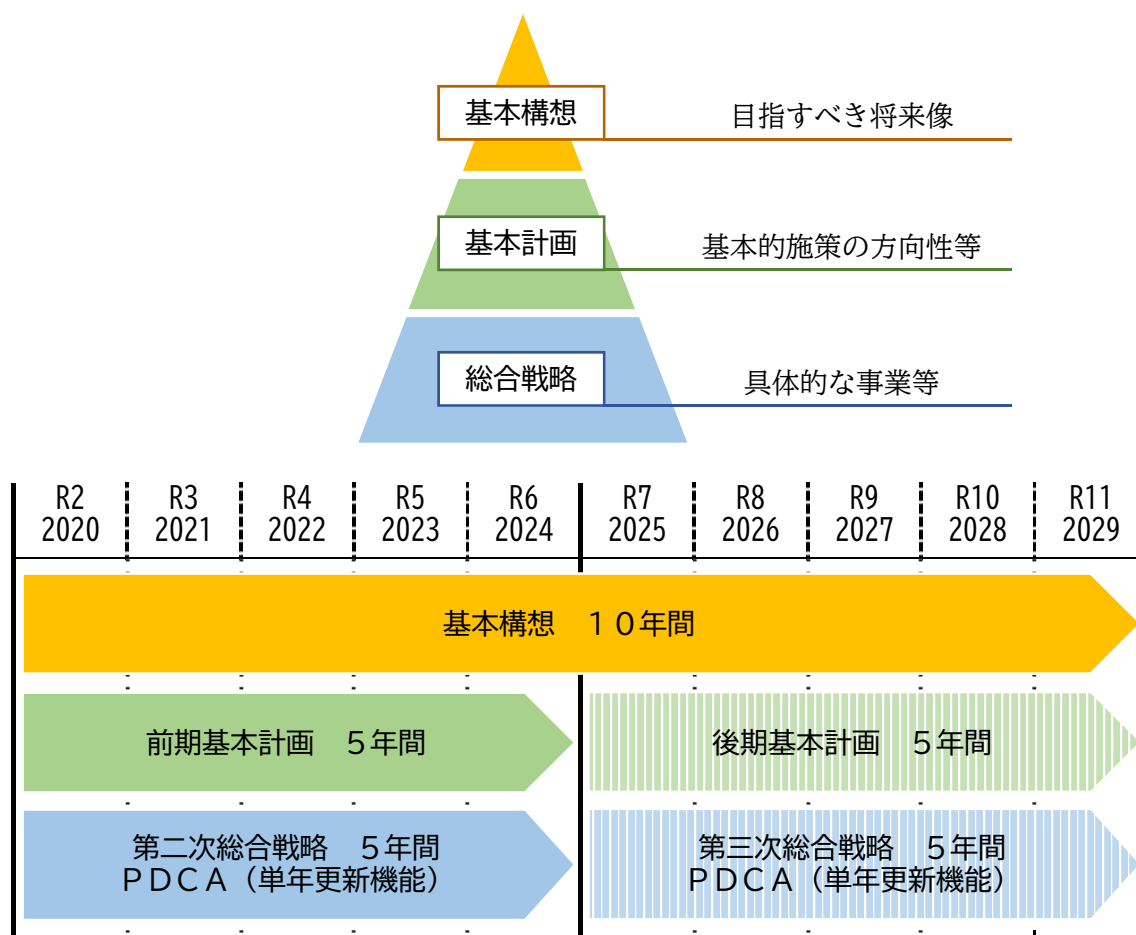 基本構想
目指すべき将来像
基本計画
基本的施策の方向性等
総合戦略
具体的な事業等
R2 R3 R4 R5 R6 R7 R8 R9 R10 R11
2020 2021 2022 2023 2024 2025 2026 2027 2028 2029
基本構想　１０年間
前期基本計画　５年間
後期基本計画　５年間
第二次総合戦略　５年間
ＰＤＣＡ（単年更新機能）
第三次総合戦略　５年間
ＰＤＣＡ（単年更新機能）